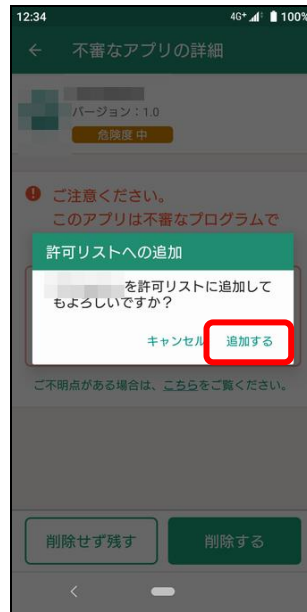 12:34
4G+
100%
不審なアプリの詳細
バージョン：1.0
危険度 中
ご注意ください。
このアプリは不審なプログラムで
許可リストへの追加
を許可リストに追加して
もよろしいですか？
キャンセル
追加する
ご不明点がある場合は、こちらをご覧ください。
削除せず残す
削除する